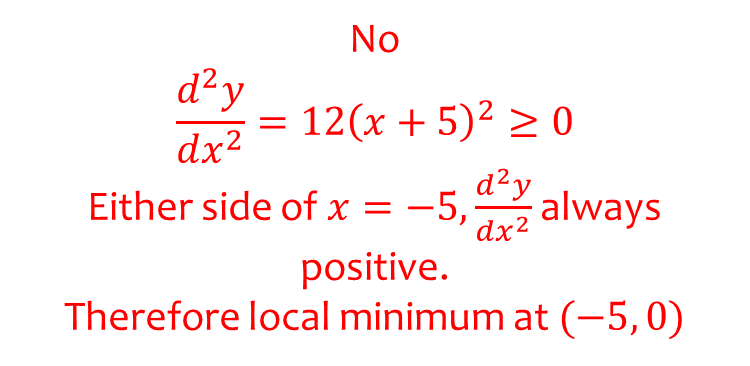 No
d²y/dx² = 12(x + 5)² ≥ 0
Either side of x = −5, d²y/dx² always
positive.
Therefore local minimum at (−5, 0)